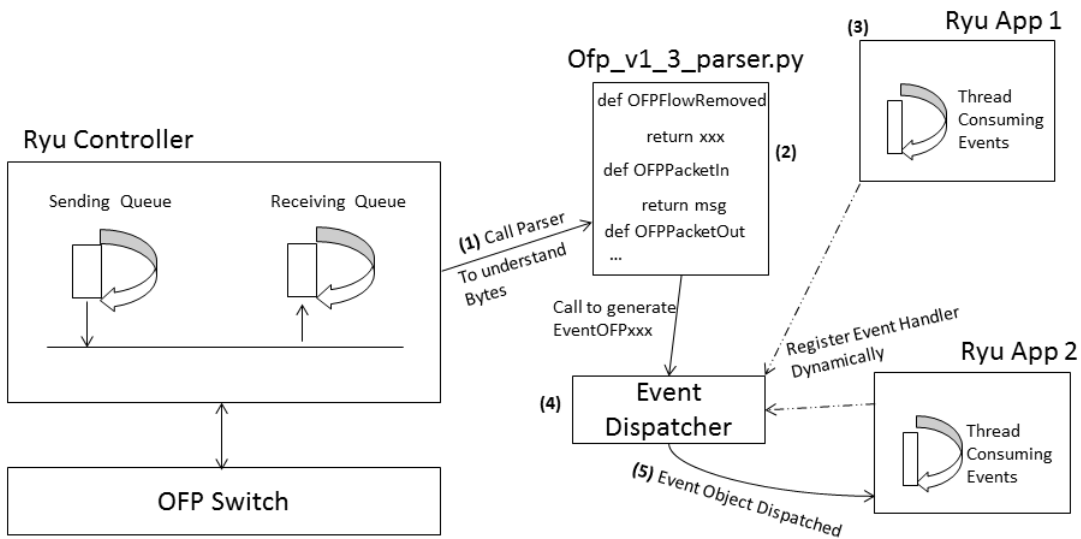 Ryu Controller
Sending Queue
Receiving Queue
OFP Switch
(1) Call Parser
To understand
Bytes
Ofp_v1_3_parser.py
def OFPFlowRemoved
return xxx
def OFPPacketIn
return msg
def OFPPacketOut
...
(2)
Call to generate
EventOFPxxx
(3)
Ryu App 1
Thread
Consuming
Events
Register Event Handler
Dynamically
(4)
Event
Dispatcher
(5) Event Object Dispatched
Ryu App 2
Thread
Consuming
Events